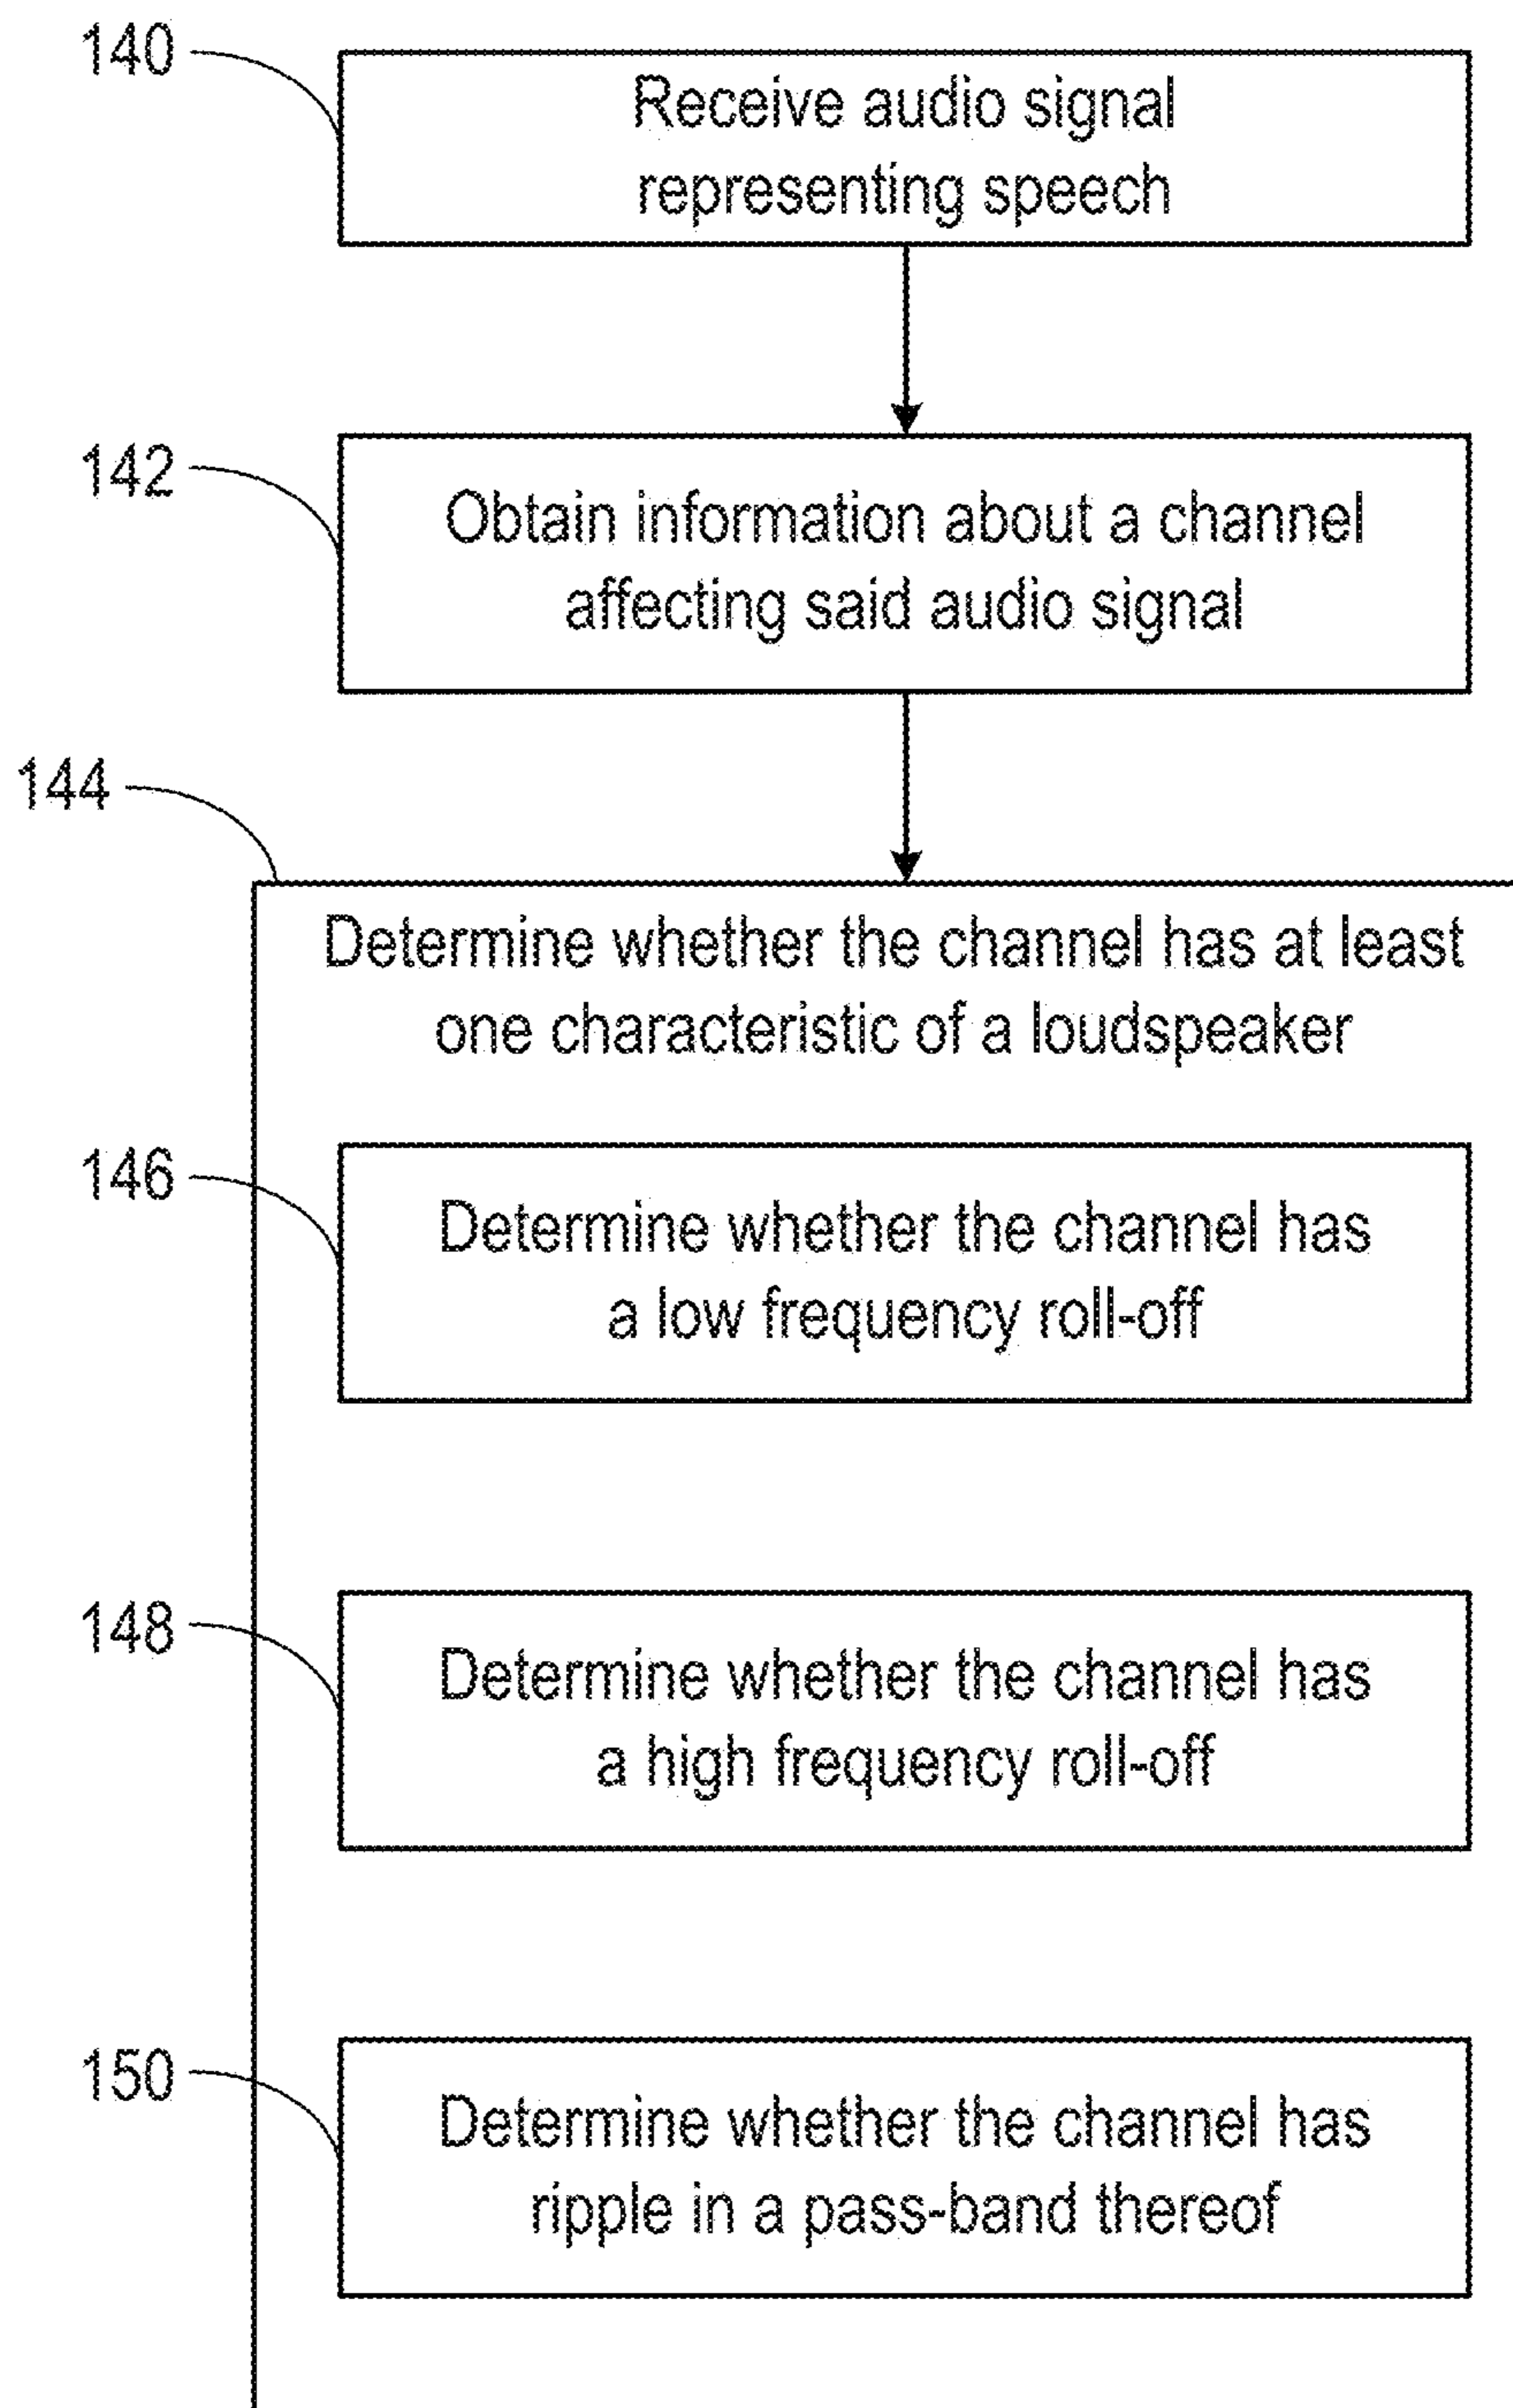 140
Receive audio signal
representing speech
142
Obtain information about a channel
affecting said audio signal
144
Determine whether the channel has at least
one characteristic of a loudspeaker
146
Determine whether the channel has
a low frequency roll-off
148
Determine whether the channel has
a high frequency roll-off
150
Determine whether the channel has
ripple in a pass-band thereof